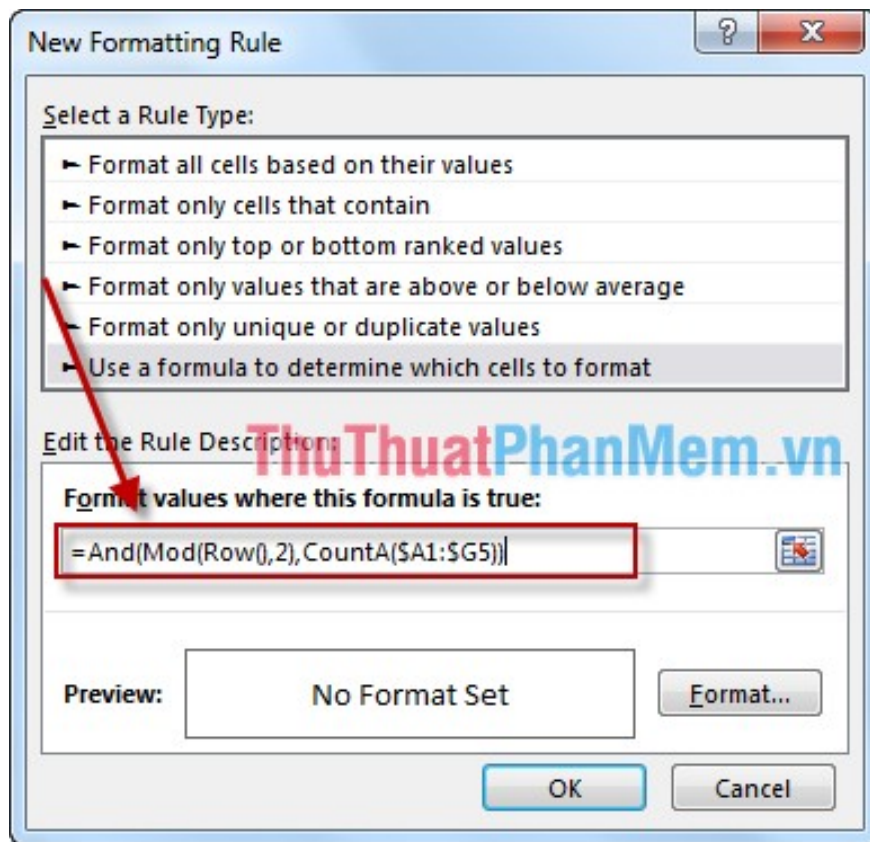 New Formatting Rule
Select a Rule Type:
► Format all cells based on their values
► Format only cells that contain
► Format only top or bottom ranked values
► Format only values that are above or below average
► Format only unique or duplicate values
► Use a formula to determine which cells to format
ThuThuatPhanMem.vn
Edit the Rule Description:
Format values where this formula is true:
=And(Mod(Row(),2),CountA($A1:$G5))
Preview:
No Format Set
Format...
OK
Cancel